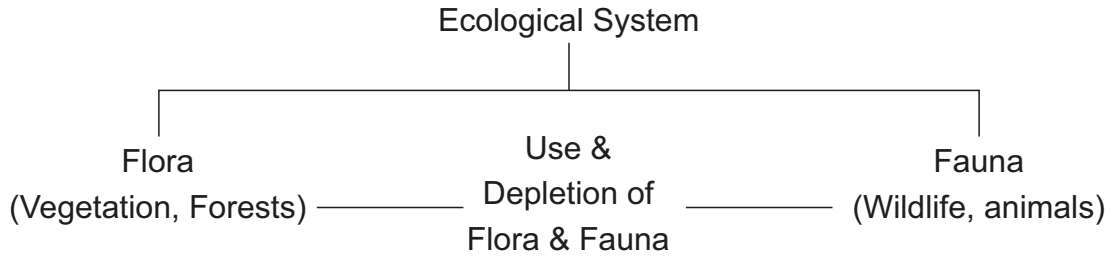 Ecological System
Flora
(Vegetation, Forests)
Use &
Depletion of
Flora & Fauna
Fauna
(Wildlife, animals)